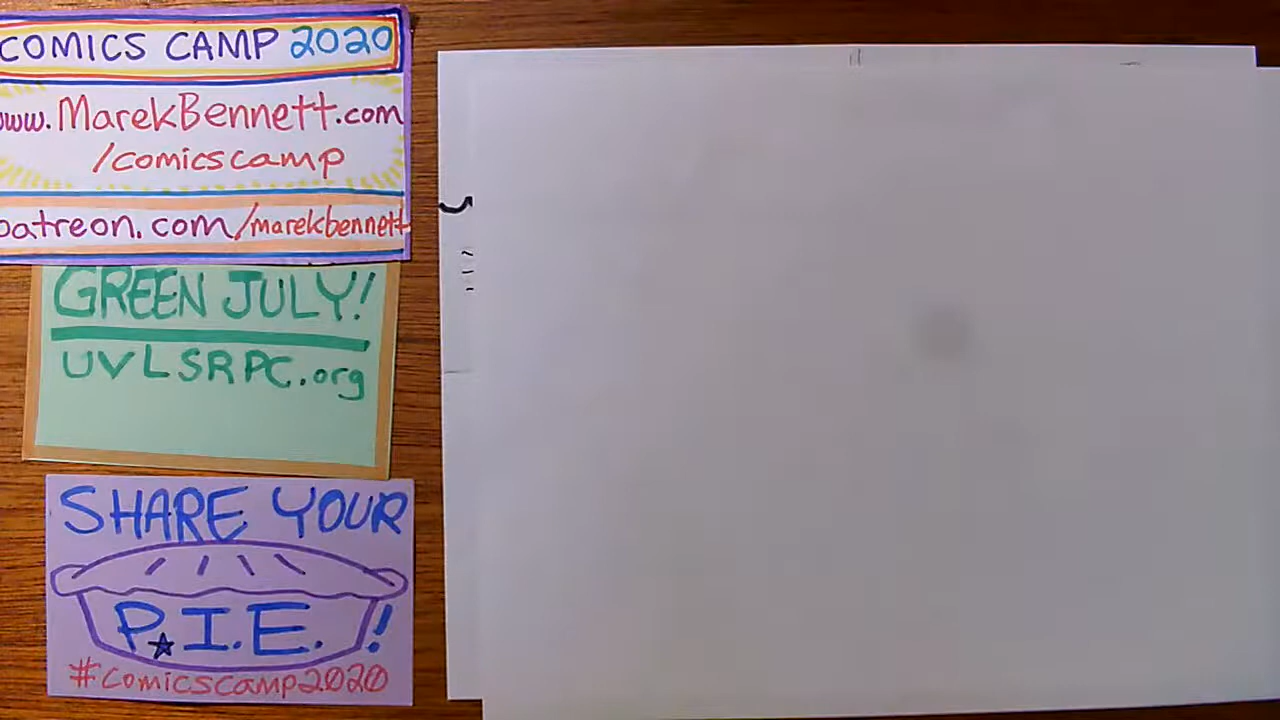 COMICS CAMP 2020
www.MarekBennett.com
/comicscamp
patreon.com/marekbennett
GREEN JULY!
UVLSRPC.org
SHARE YOUR
P.I.E.!
#comicscamp2020